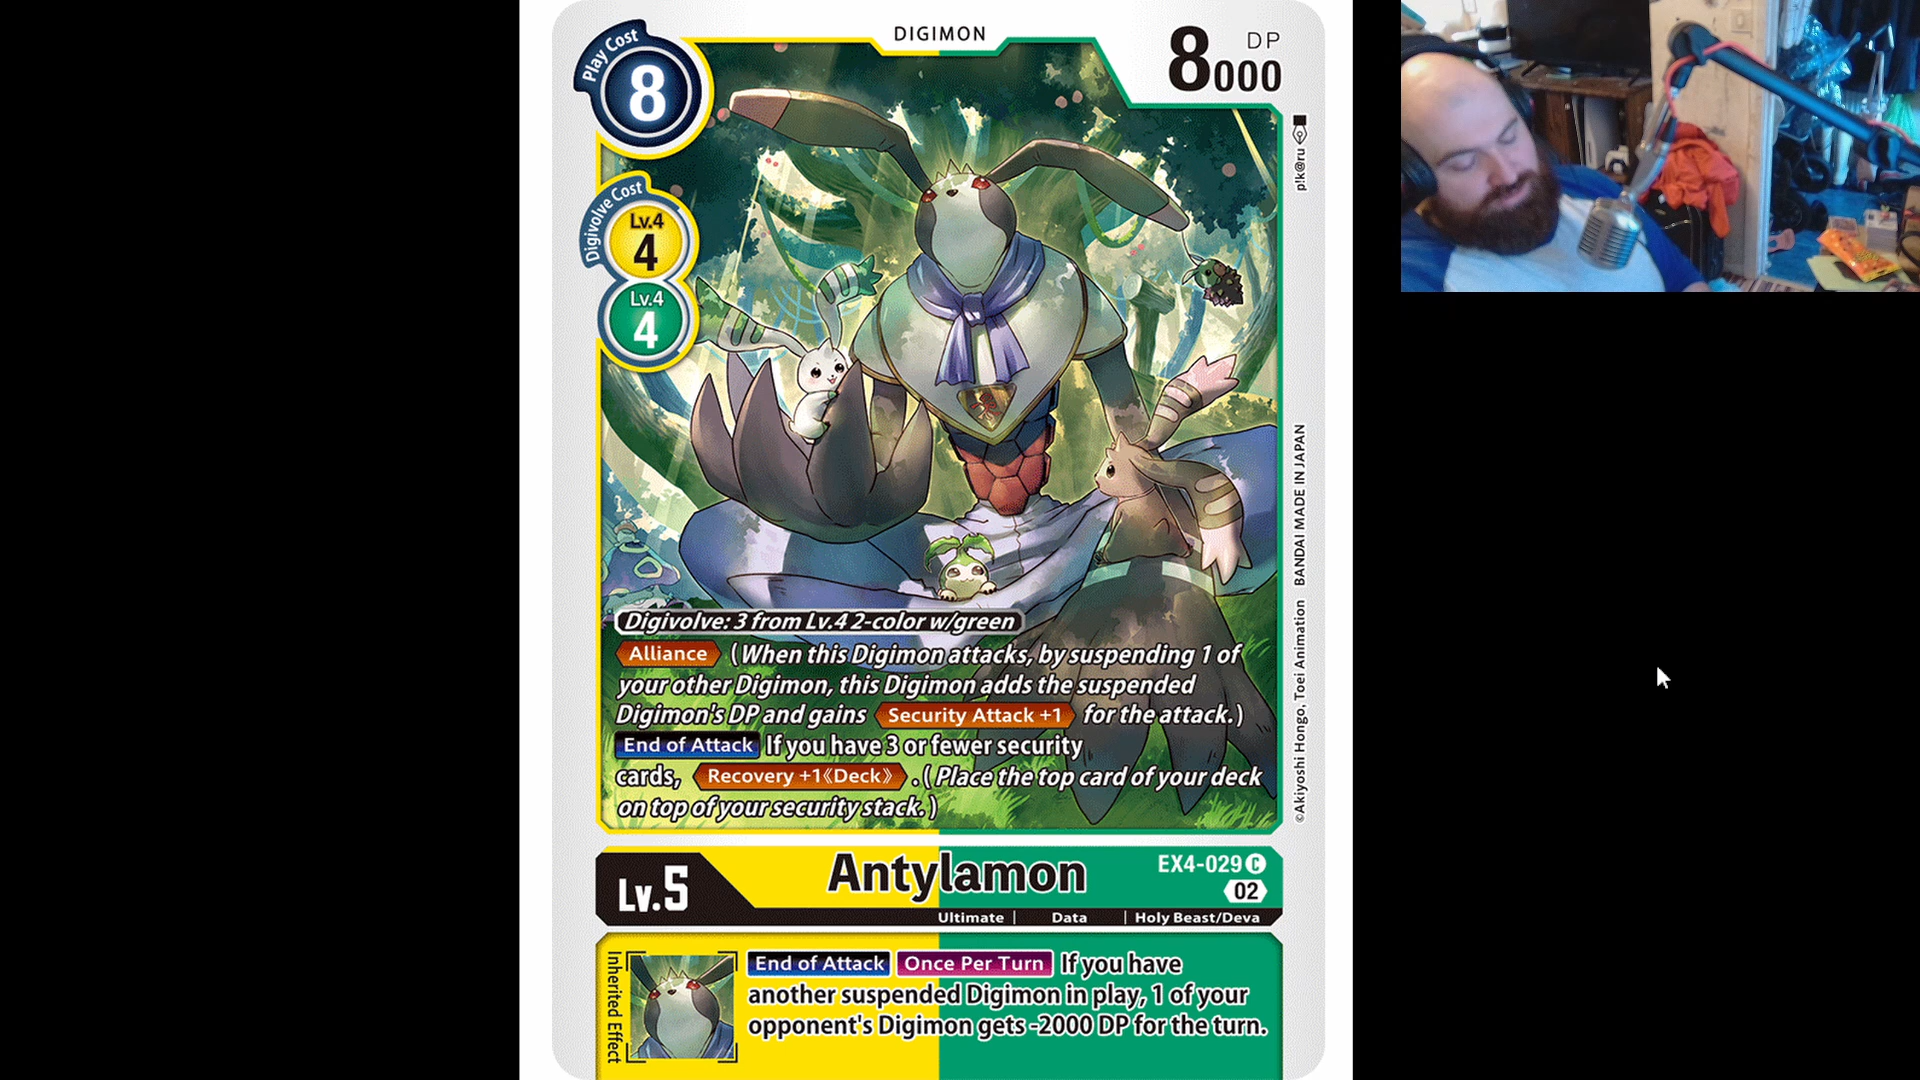 DIGIMON
Play Cost
8
DP
8000
Digivolve Cost
Lv.4
4
Lv.4
4
p!k@ru
Digivolve: 3 from Lv.4 2-color w/green
Alliance (When this Digimon attacks, by suspending 1 of
your other Digimon, this Digimon adds the suspended
Digimon's DP and gains Security Attack +1 for the attack.)
End of Attack If you have 3 or fewer security
cards, Recovery +1《Deck》. (Place the top card of your deck
on top of your security stack.)
©Akiyoshi Hongo, Toei Animation BANDAI MADE IN JAPAN
Lv.5
Antylamon
EX4-029 C
02
Ultimate | Data | Holy Beast/Deva
Inherited Effect
End of Attack Once Per Turn If you have
another suspended Digimon in play, 1 of your
opponent's Digimon gets -2000 DP for the turn.